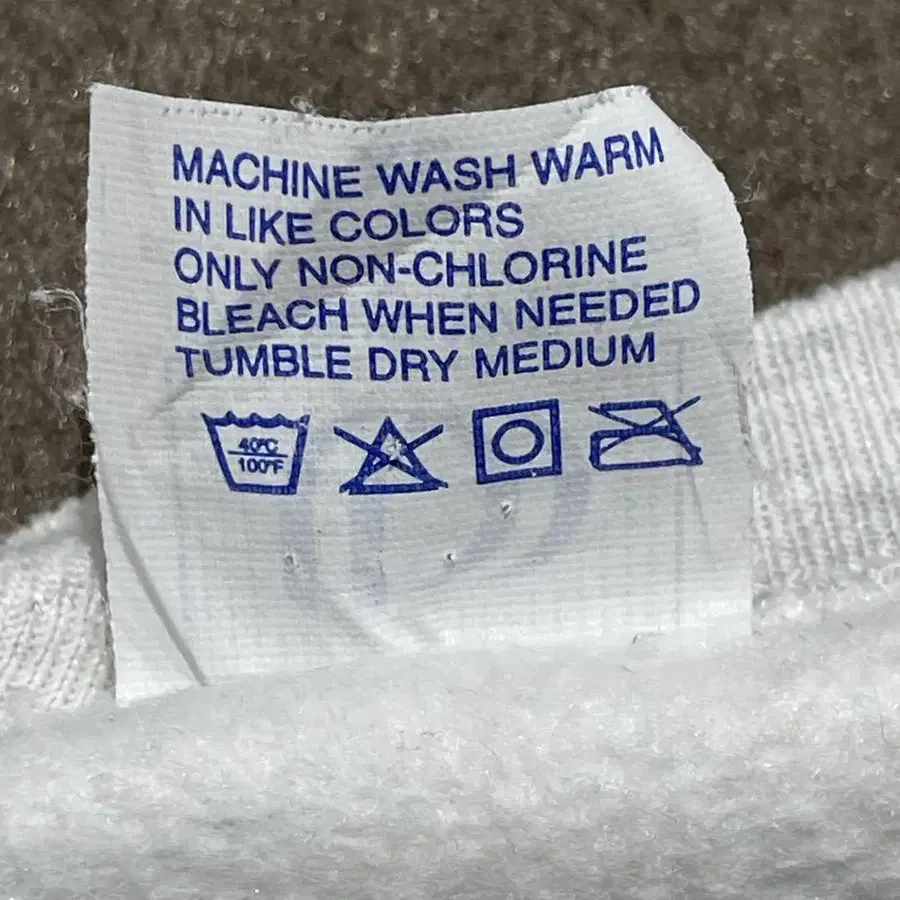 MACHINE WASH WARM
IN LIKE COLORS
ONLY NON-CHLORINE
BLEACH WHEN NEEDED
TUMBLE DRY MEDIUM
40°C
100°F